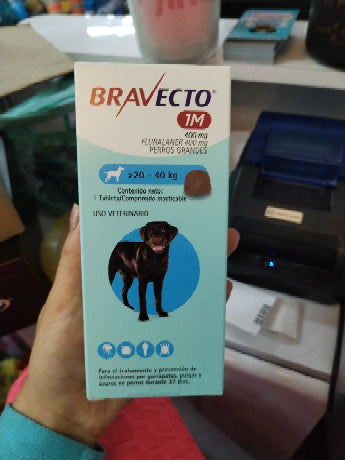 BRAVECTO®
1M
400 mg
FLURALANER 400 mg
PERROS GRANDES
>20 - 40 kg
Contenido neto:
1 Tableta/Comprimido masticable
USO VETERINARIO
Para el tratamiento y prevención de
infestaciones por garrapatas, pulgas y
ácaros en perros durante 37 días.